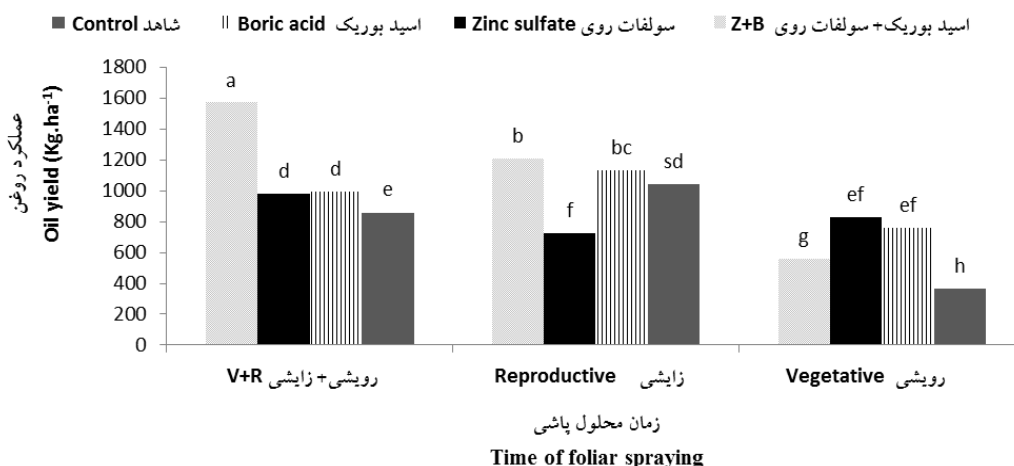 Control شاهد Boric acid اسید بوریک Zinc sulfate سولفات روی Z+B اسید بوریک+ سولفات روی
عملکرد روغن
Oil yield (Kg.ha-1)
1800
1600
1400
1200
1000
800
600
400
200
0
a
d
d
e
b
f
bc
sd
g
ef
ef
h
V+R رویشی+ زایشی
Reproductive زایشی
Vegetative رویشی
زمان محلول پاشی
Time of foliar spraying